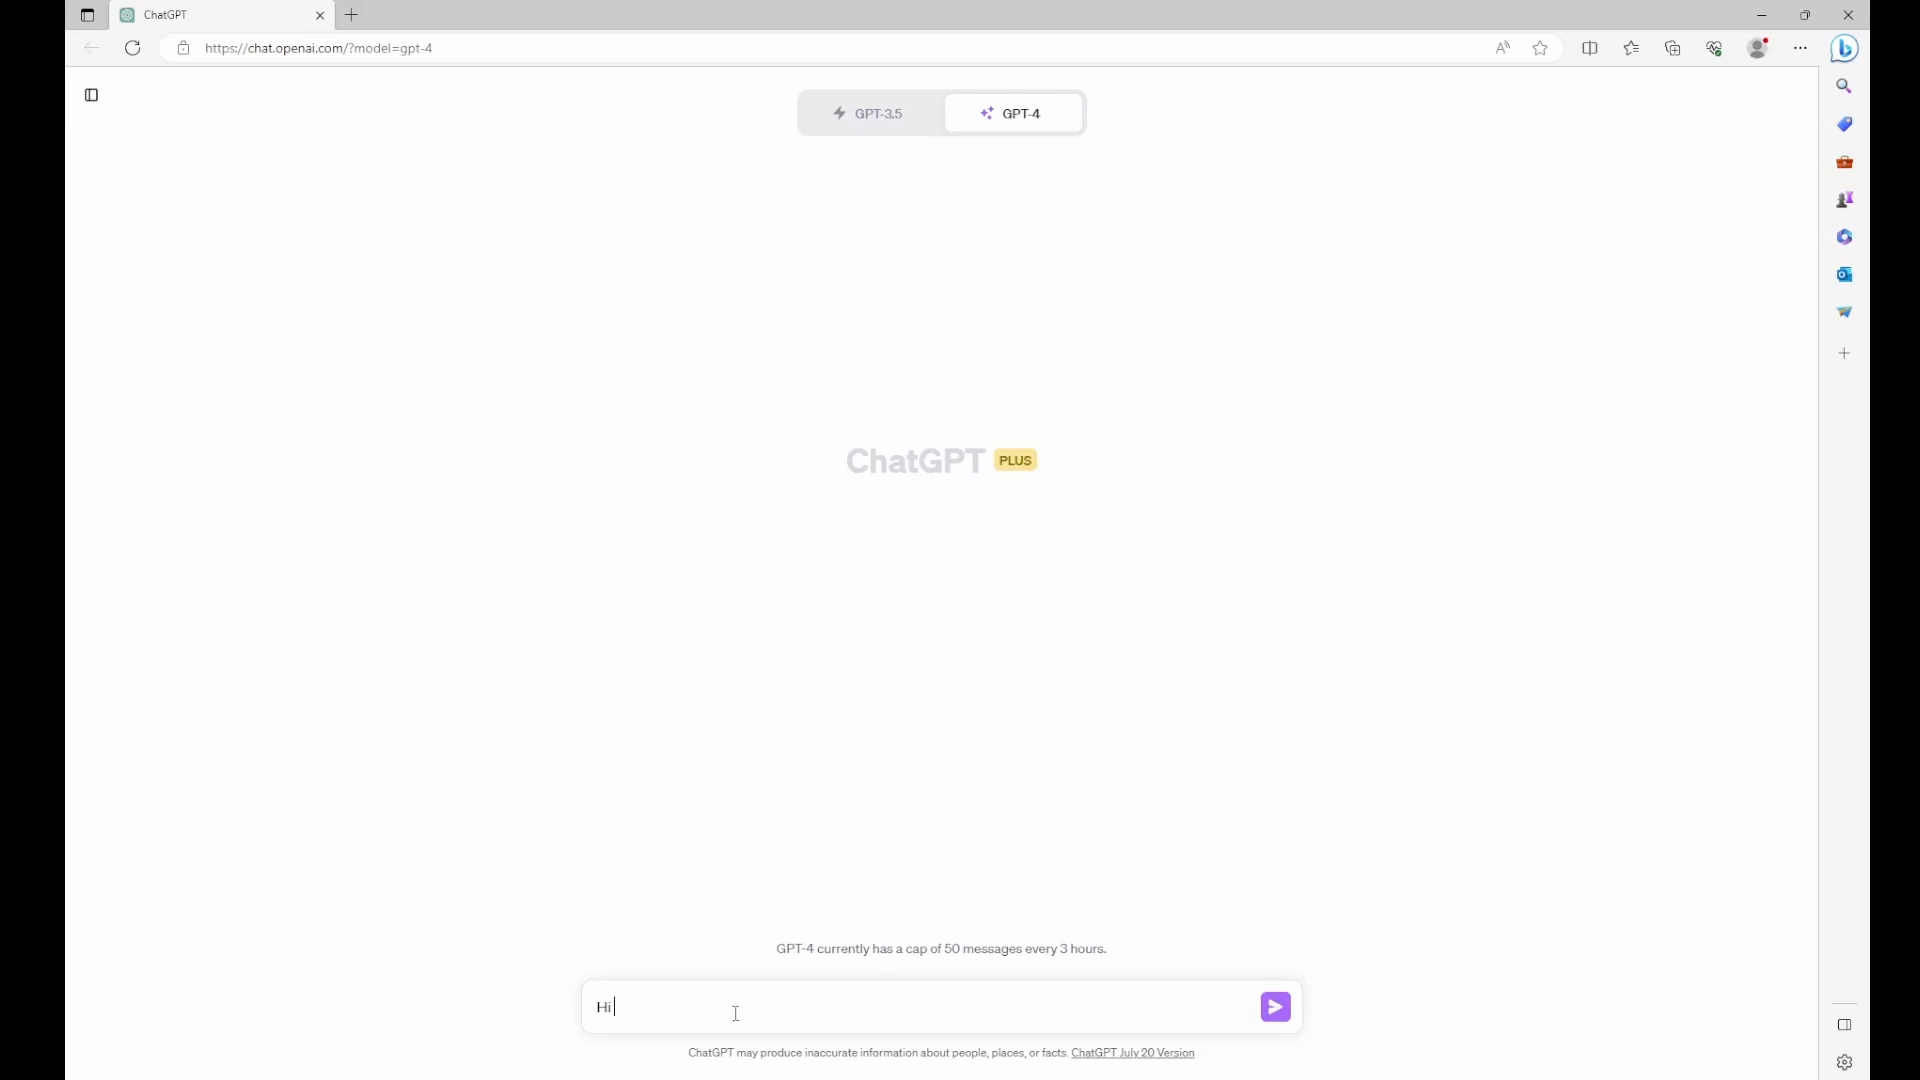 ChatGPT
https://chat.openai.com/?model=gpt-4
GPT-3.5
GPT-4
ChatGPT PLUS
GPT-4 currently has a cap of 50 messages every 3 hours.
Hi
ChatGPT may produce inaccurate information about people, places, or facts. ChatGPT July 20 Version